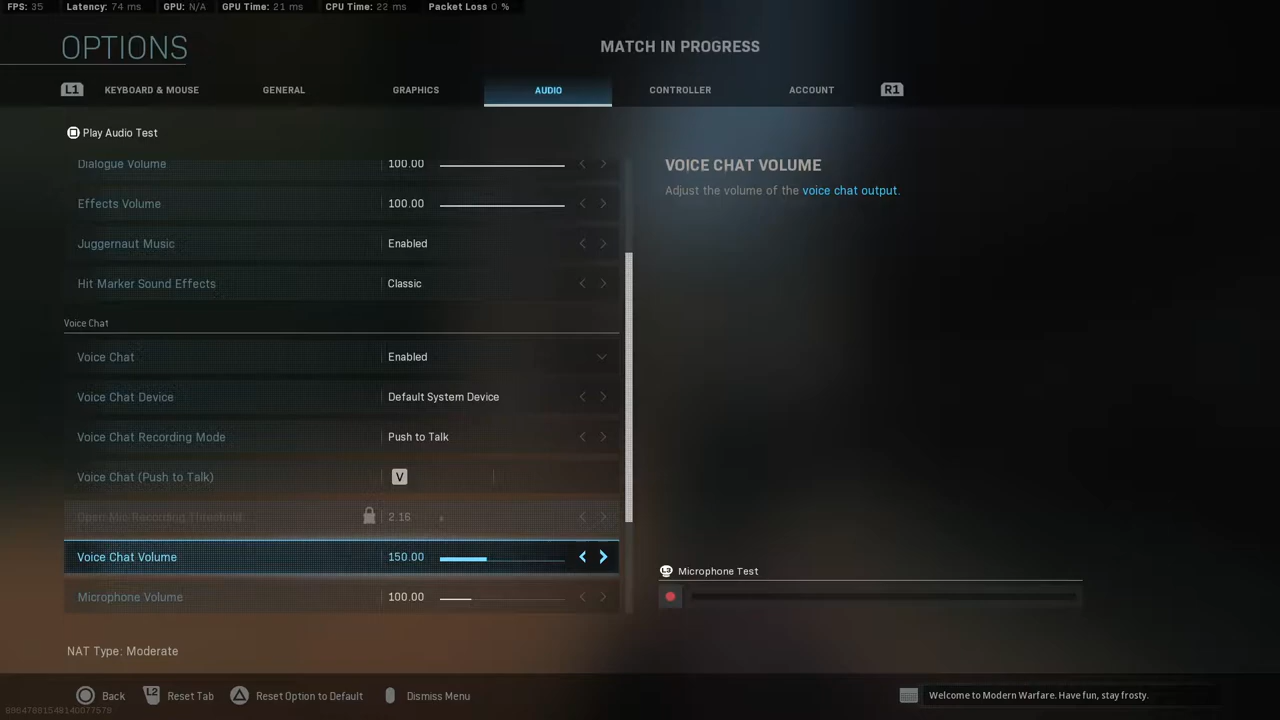 FPS: 35 Latency: 74 ms GPU: N/A GPU Time: 21 ms CPU Time: 22 ms Packet Loss 0 %
OPTIONS
MATCH IN PROGRESS
L1 KEYBOARD & MOUSE GENERAL GRAPHICS AUDIO CONTROLLER ACCOUNT R1
Play Audio Test
Dialogue Volume 100.00
Effects Volume 100.00
Juggernaut Music Enabled
Hit Marker Sound Effects Classic
Voice Chat
Voice Chat Enabled
Voice Chat Device Default System Device
Voice Chat Recording Mode Push to Talk
Voice Chat (Push to Talk) V
Open Mic Recording Threshold 2.16
Voice Chat Volume 150.00
Microphone Volume 100.00
VOICE CHAT VOLUME
Adjust the volume of the voice chat output.
L3 Microphone Test
NAT Type: Moderate
Back L2 Reset Tab Reset Option to Default Dismiss Menu
Welcome to Modern Warfare. Have fun, stay frosty.